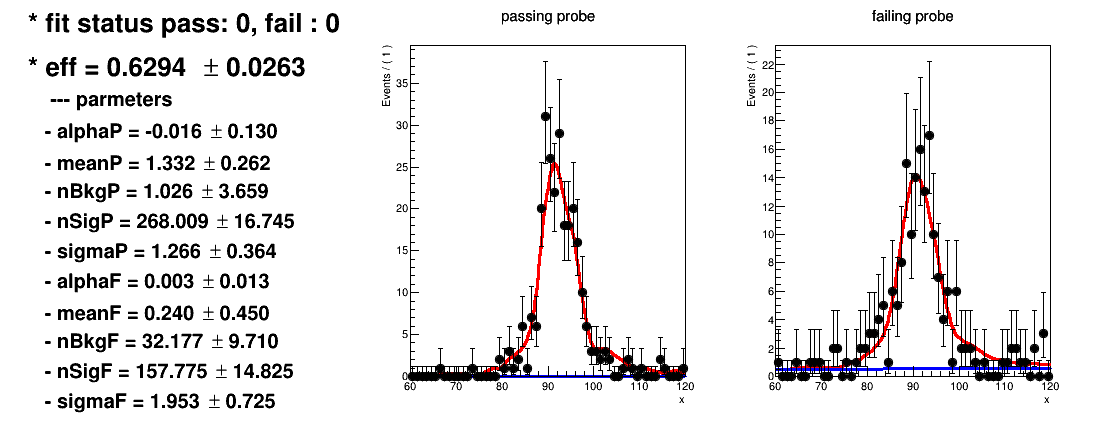 * fit status pass: 0, fail : 0
* eff = 0.6294 ± 0.0263
--- parmeters
- alphaP = -0.016 ± 0.130
- meanP = 1.332 ± 0.262
- nBkgP = 1.026 ± 3.659
- nSigP = 268.009 ± 16.745
- sigmaP = 1.266 ± 0.364
- alphaF = 0.003 ± 0.013
- meanF = 0.240 ± 0.450
- nBkgF = 32.177 ± 9.710
- nSigF = 157.775 ± 14.825
- sigmaF = 1.953 ± 0.725
passing probe
Events / ( 1 )
35
30
25
20
15
10
5
0
60 70 80 90 100 110 120
x
failing probe
Events / ( 1 )
22
20
18
16
14
12
10
8
6
4
2
0
60 70 80 90 100 110 120
x